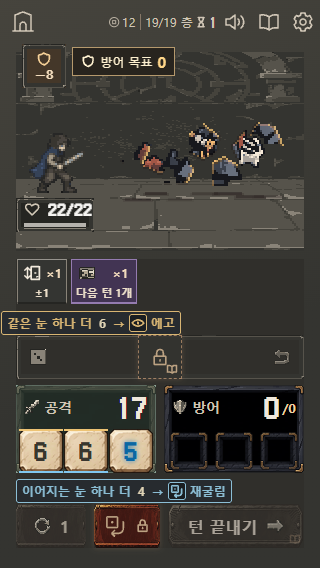 12 19/19 층 1
-8
방어 목표 0
22/22
×1
±1
×1
다음 턴 1개
같은 눈 하나 더 6 → 예고
공격 17
방어 0/0
6 6 5
이어지는 눈 하나 더 4 → 재굴림
1
턴 끝내기